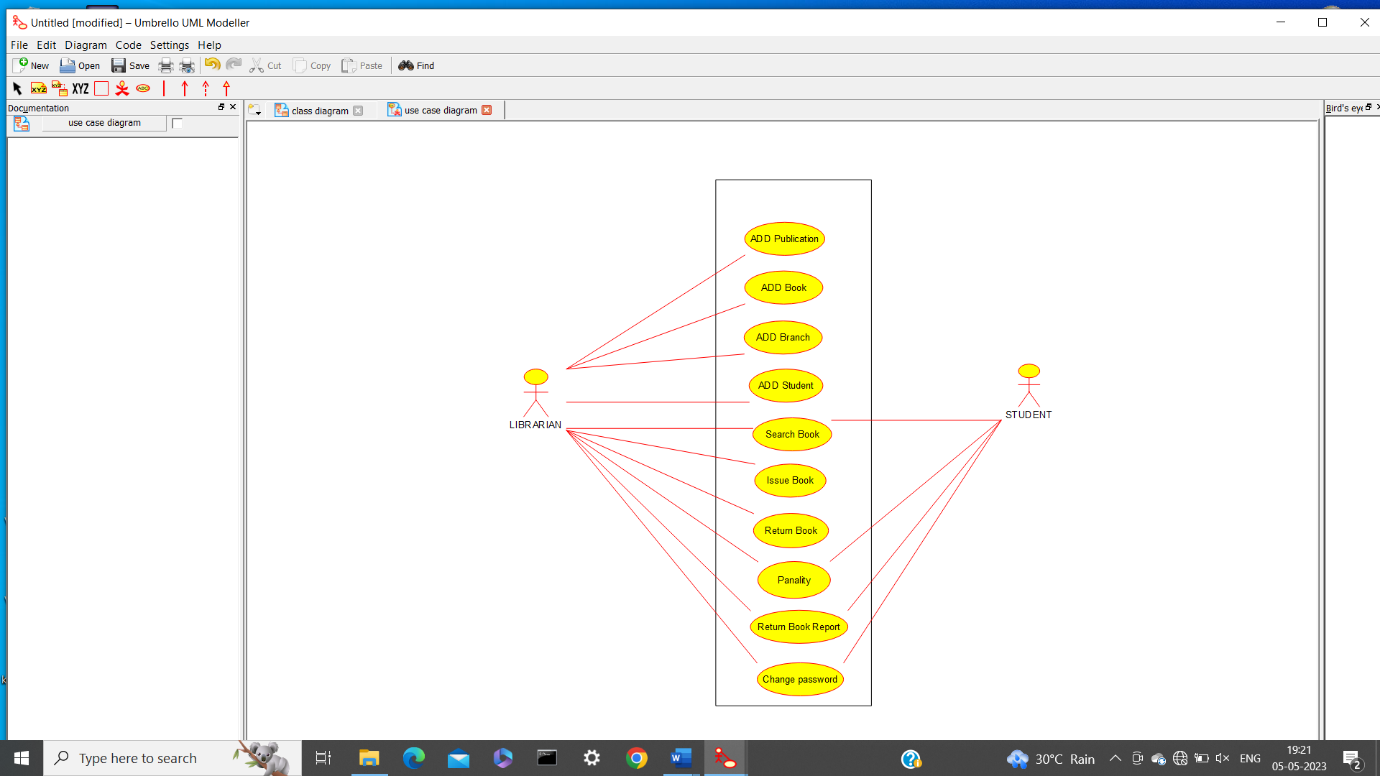 Untitled [modified] – Umbrello UML Modeller
File Edit Diagram Code Settings Help
New Open Save Cut Copy Paste Find
XYZ
Documentation
use case diagram
class diagram
use case diagram
Bird's eye
ADD Publication
ADD Book
ADD Branch
ADD Student
LIBRARIAN
STUDENT
Search Book
Issue Book
Return Book
Panality
Return Book Report
Change password
Type here to search
30°C Rain
ENG
19:21
05-05-2023
2